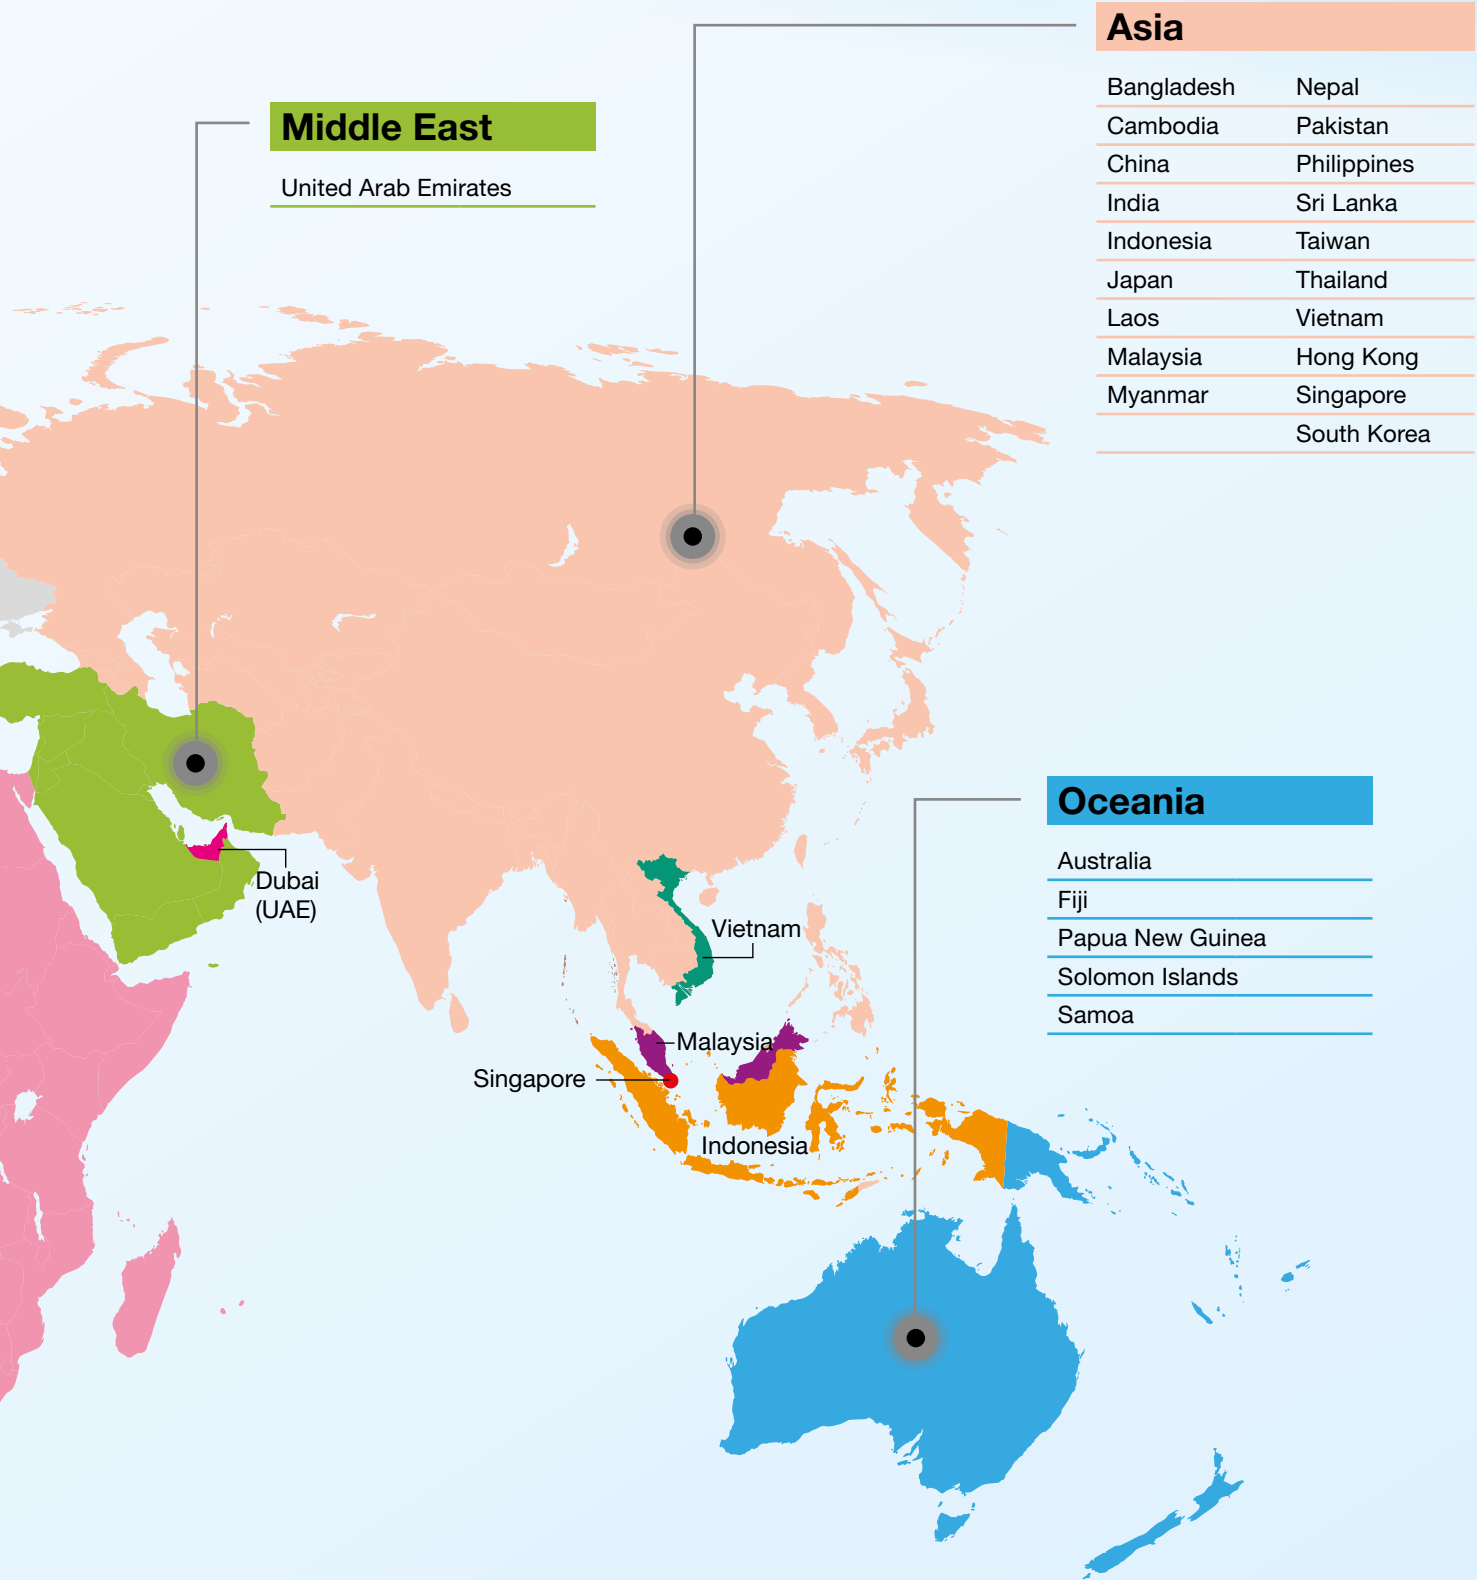 Asia
Bangladesh Nepal
Cambodia Pakistan
China Philippines
India Sri Lanka
Indonesia Taiwan
Japan Thailand
Laos Vietnam
Malaysia Hong Kong
Myanmar Singapore
South Korea
Middle East
United Arab Emirates
Dubai
(UAE)
Vietnam
Malaysia
Singapore
Indonesia
Oceania
Australia
Fiji
Papua New Guinea
Solomon Islands
Samoa